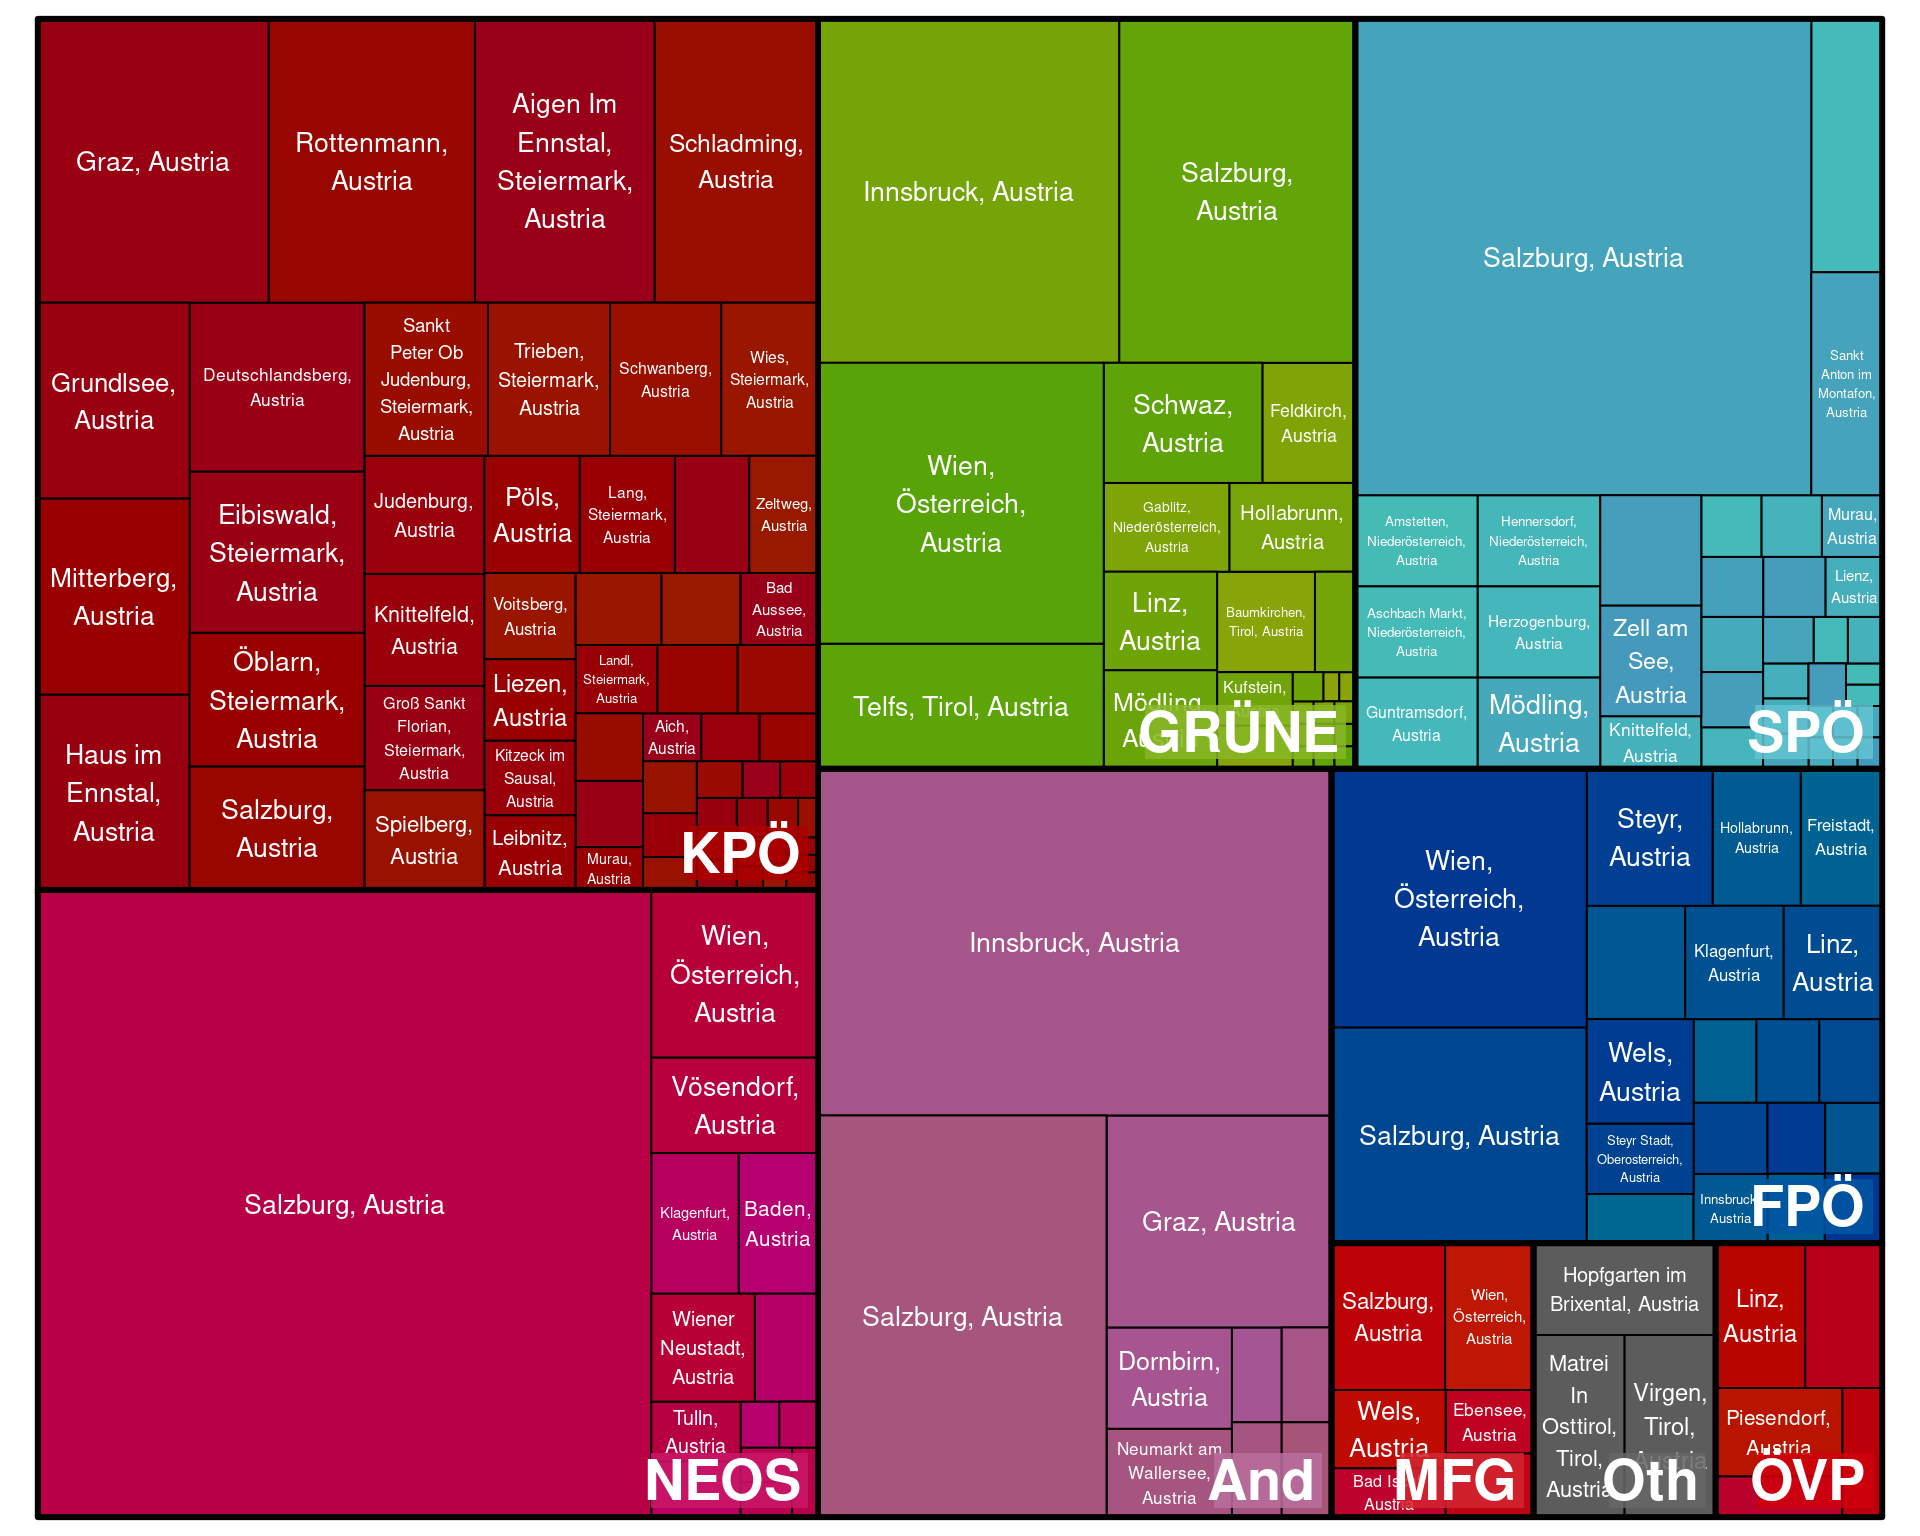 Graz, Austria
Rottenmann,
Austria
Aigen Im
Ennstal,
Steiermark,
Austria
Schladming,
Austria
Grundlsee,
Austria
Deutschlandsberg,
Austria
Sankt
Peter Ob
Judenburg,
Steiermark,
Austria
Trieben,
Steiermark,
Austria
Schwanberg,
Austria
Wies,
Steiermark,
Austria
Mitterberg,
Austria
Eibiswald,
Steiermark,
Austria
Judenburg,
Austria
Pöls,
Austria
Lang,
Steiermark,
Austria
Zeltweg,
Austria
Knittelfeld,
Austria
Voitsberg,
Austria
Bad
Aussee,
Austria
Öblarn,
Steiermark,
Austria
Liezen,
Austria
Landl,
Steiermark,
Austria
Haus im
Ennstal,
Austria
Groß Sankt
Florian,
Steiermark,
Austria
Kitzeck im
Sausal,
Austria
Aich,
Austria
Salzburg,
Austria
Spielberg,
Austria
Leibnitz,
Austria
Murau,
Austria
KPÖ
Innsbruck, Austria
Salzburg,
Austria
Wien,
Österreich,
Austria
Schwaz,
Austria
Feldkirch,
Austria
Gablitz,
Niederösterreich,
Austria
Hollabrunn,
Austria
Linz,
Austria
Baumkirchen,
Tirol, Austria
Telfs, Tirol, Austria
Mödling,
Austria
Kufstein,
GRÜNE
Salzburg, Austria
Sankt
Anton im
Montafon,
Austria
Amstetten,
Niederösterreich,
Austria
Hennersdorf,
Niederösterreich,
Austria
Murau,
Austria
Lienz,
Austria
Aschbach Markt,
Niederösterreich,
Austria
Herzogenburg,
Austria
Zell am
See,
Austria
Guntramsdorf,
Austria
Mödling,
Austria
Knittelfeld,
Austria
SPÖ
Salzburg, Austria
Wien,
Österreich,
Austria
Vösendorf,
Austria
Klagenfurt,
Austria
Baden,
Austria
Wiener
Neustadt,
Austria
Tulln,
Austria
NEOS
Innsbruck, Austria
Salzburg, Austria
Graz, Austria
Dornbirn,
Austria
Neumarkt am
Wallersee,
Austria
And
Wien,
Österreich,
Austria
Steyr,
Austria
Hollabrunn,
Austria
Freistadt,
Austria
Klagenfurt,
Austria
Linz,
Austria
Salzburg, Austria
Wels,
Austria
Steyr Stadt,
Oberosterreich,
Austria
Innsbruck,
Austria
FPÖ
Salzburg,
Austria
Wien,
Österreich,
Austria
Wels,
Austria
Ebensee,
Austria
Bad
Austria
MFG
Hopfgarten im
Brixental, Austria
Matrei
In
Osttirol,
Tirol,
Austria
Virgen,
Tirol,
Austria
Oth
Linz,
Austria
Piesendorf,
Austria
ÖVP